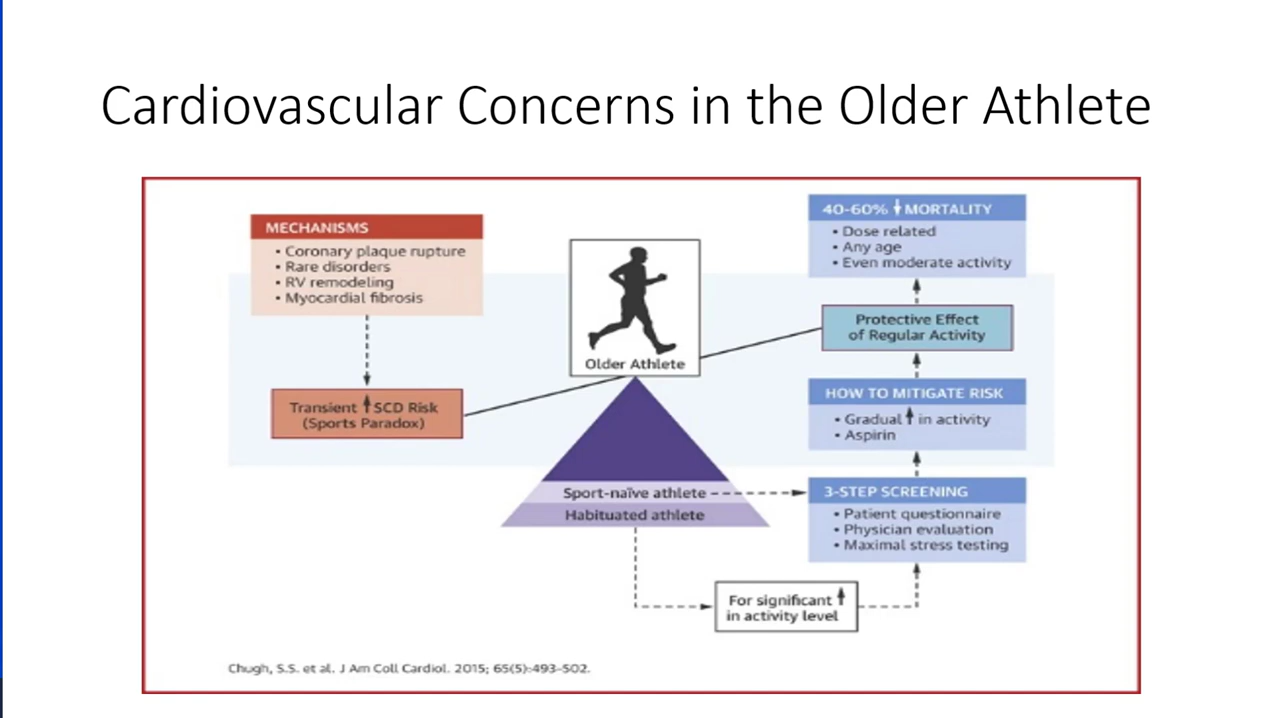 Cardiovascular Concerns in the Older Athlete
MECHANISMS
• Coronary plaque rupture
• Rare disorders
• RV remodeling
• Myocardial fibrosis
Transient ↑ SCD Risk
(Sports Paradox)
Older Athlete
Sport-naïve athlete
Habituated athlete
For significant ↑
in activity level
40-60% ↓ MORTALITY
• Dose related
• Any age
• Even moderate activity
Protective Effect
of Regular Activity
HOW TO MITIGATE RISK
• Gradual ↑ in activity
• Aspirin
3-STEP SCREENING
• Patient questionnaire
• Physician evaluation
• Maximal stress testing
Chugh, S.S. et al. J Am Coll Cardiol. 2015; 65(5):493-502.